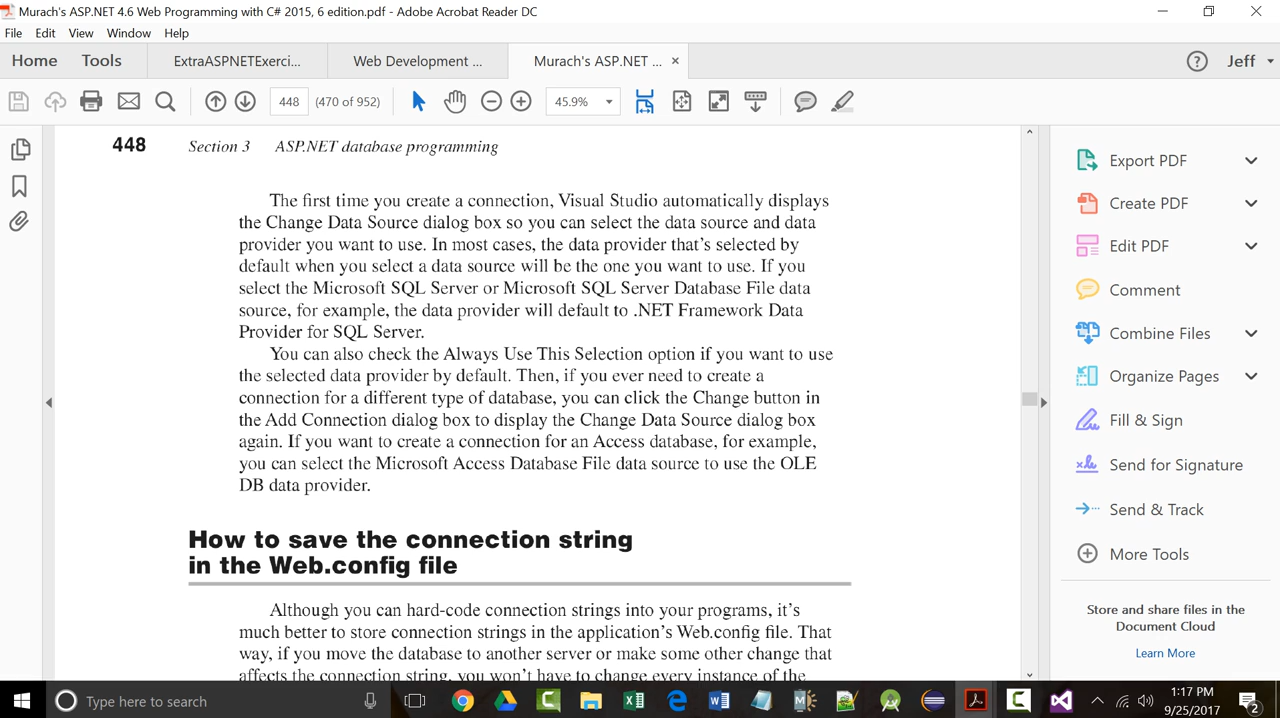 Murach's ASP.NET 4.6 Web Programming with C# 2015, 6 edition.pdf - Adobe Acrobat Reader DC
File Edit View Window Help
Home Tools ExtraASPNETExerci... Web Development ... Murach's ASP.NET ... × ? Jeff
448 (470 of 952) 45.9%
448 Section 3 ASP.NET database programming
The first time you create a connection, Visual Studio automatically displays
the Change Data Source dialog box so you can select the data source and data
provider you want to use. In most cases, the data provider that's selected by
default when you select a data source will be the one you want to use. If you
select the Microsoft SQL Server or Microsoft SQL Server Database File data
source, for example, the data provider will default to .NET Framework Data
Provider for SQL Server.
You can also check the Always Use This Selection option if you want to use
the selected data provider by default. Then, if you ever need to create a
connection for a different type of database, you can click the Change button in
the Add Connection dialog box to display the Change Data Source dialog box
again. If you want to create a connection for an Access database, for example,
you can select the Microsoft Access Database File data source to use the OLE
DB data provider.
How to save the connection string
in the Web.config file
Although you can hard-code connection strings into your programs, it's
much better to store connection strings in the application's Web.config file. That
way, if you move the database to another server or make some other change that
affects the connection string, you won't have to change every instance of the
Export PDF
Create PDF
Edit PDF
Comment
Combine Files
Organize Pages
Fill & Sign
Send for Signature
Send & Track
More Tools
Store and share files in the
Document Cloud
Learn More
Type here to search
1:17 PM
9/25/2017
2